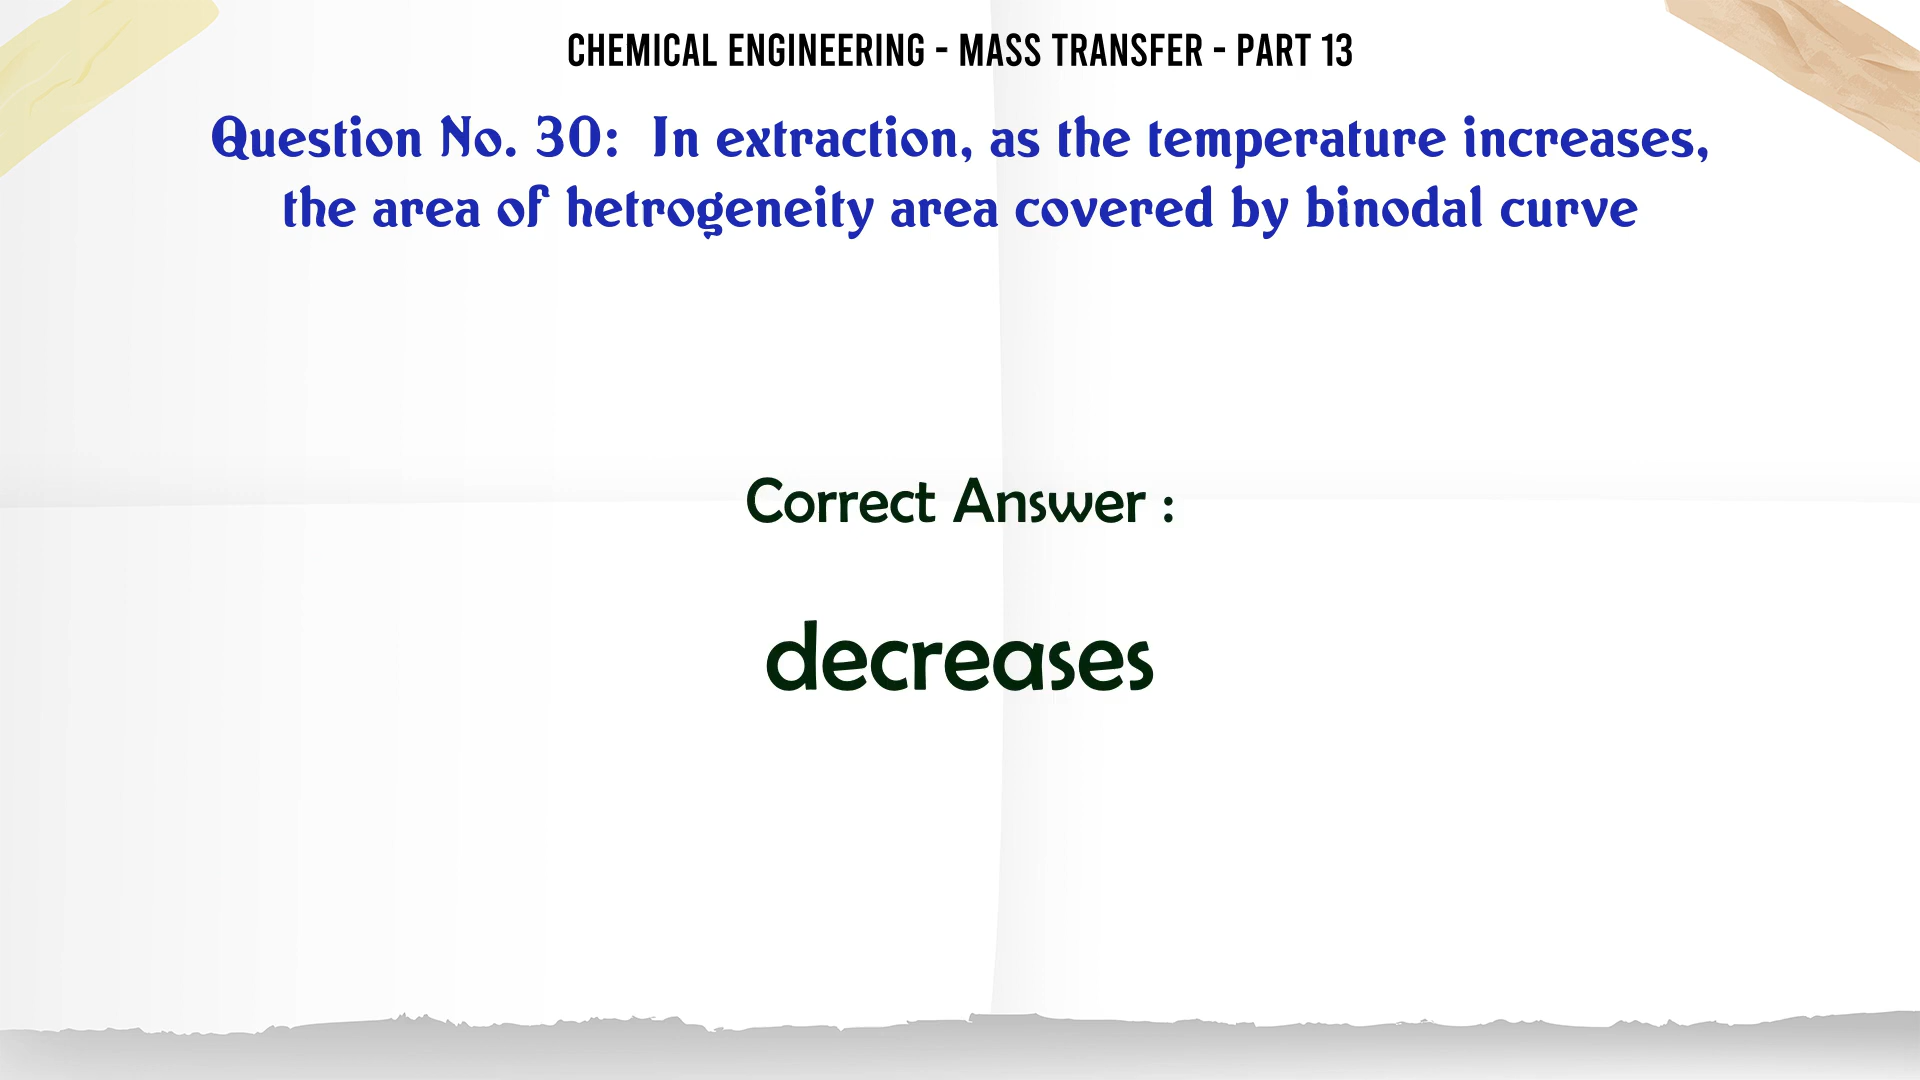 CHEMICAL ENGINEERING - MASS TRANSFER - PART 13
Question No. 30: In extraction, as the temperature increases,
the area of hetrogeneity area covered by binodal curve
Correct Answer :
decreases